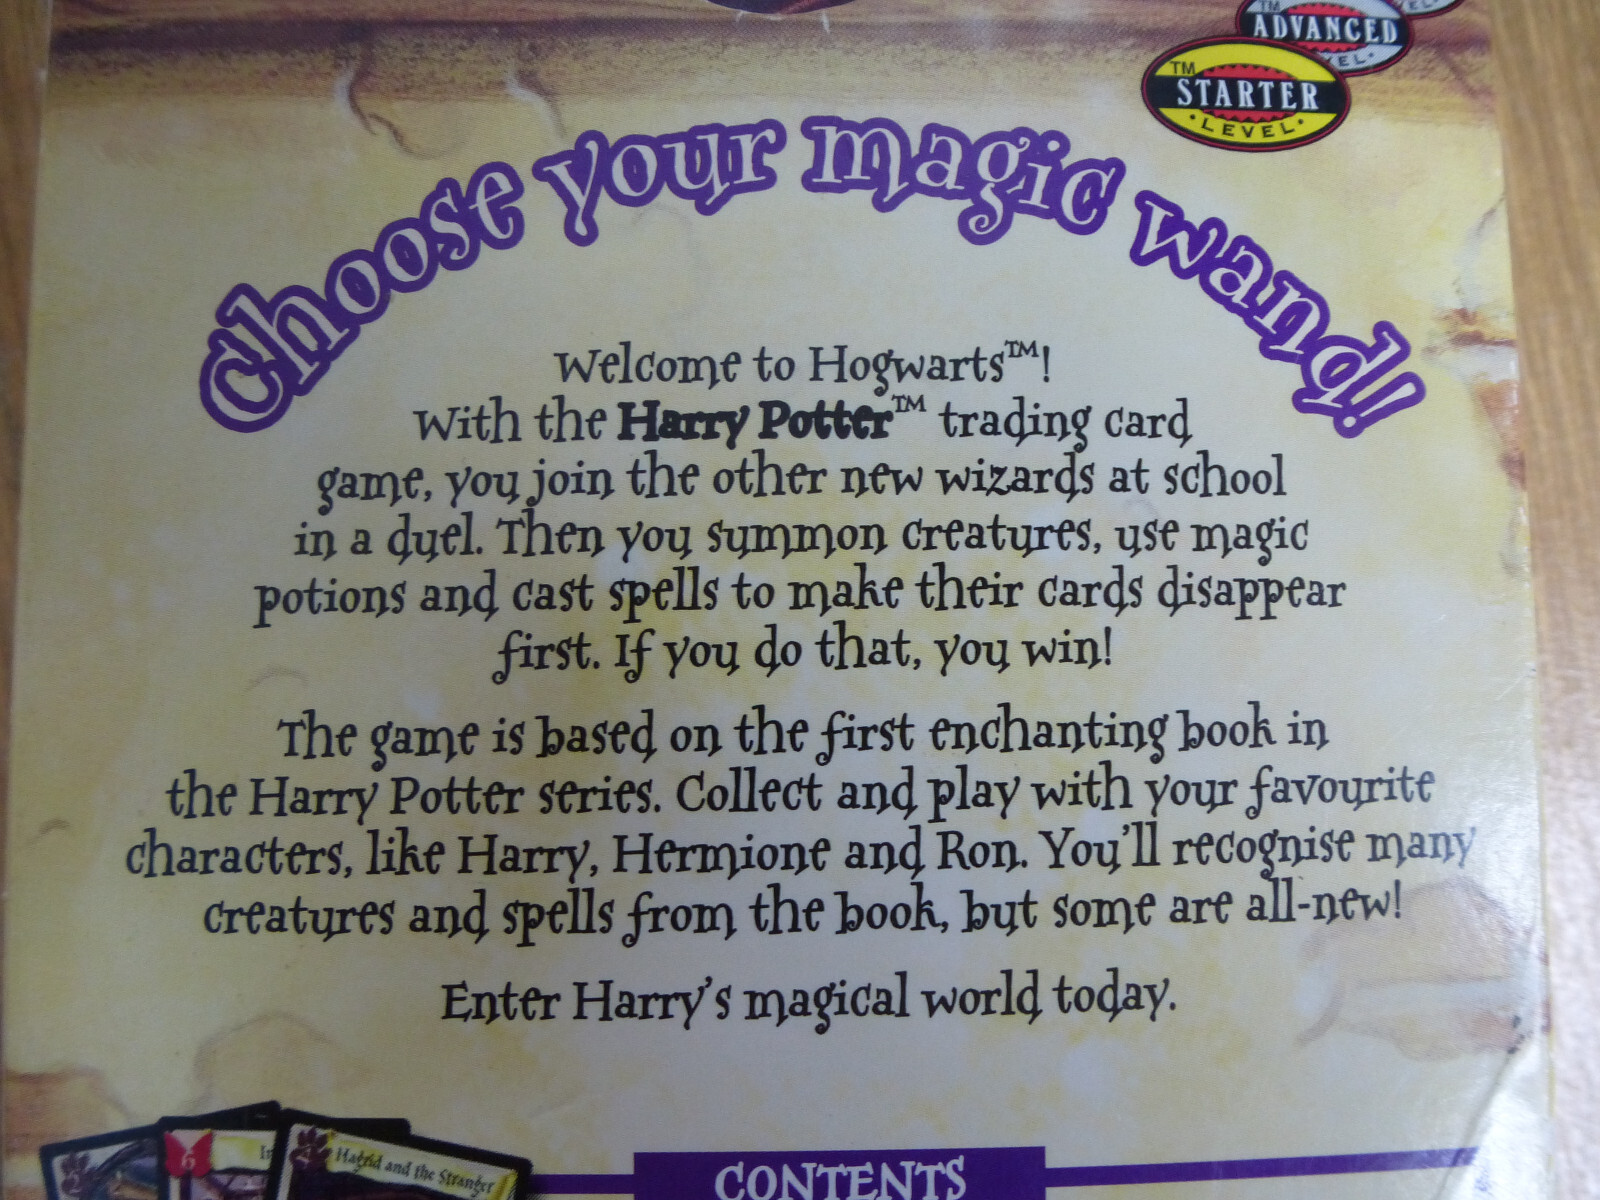 TM
ADVANCED
TM
STARTER
• LEVEL •
Choose your magic wand!
Welcome to Hogwarts™!
With the Harry Potter™ trading card
game, you join the other new wizards at school
in a duel. Then you summon creatures, use magic
potions and cast spells to make their cards disappear
first. If you do that, you win!
The game is based on the first enchanting book in
the Harry Potter series. Collect and play with your favourite
characters, like Harry, Hermione and Ron. You'll recognise many
creatures and spells from the book, but some are all-new!
Enter Harry's magical world today.
6
Hagrid and the Stranger
CONTENTS